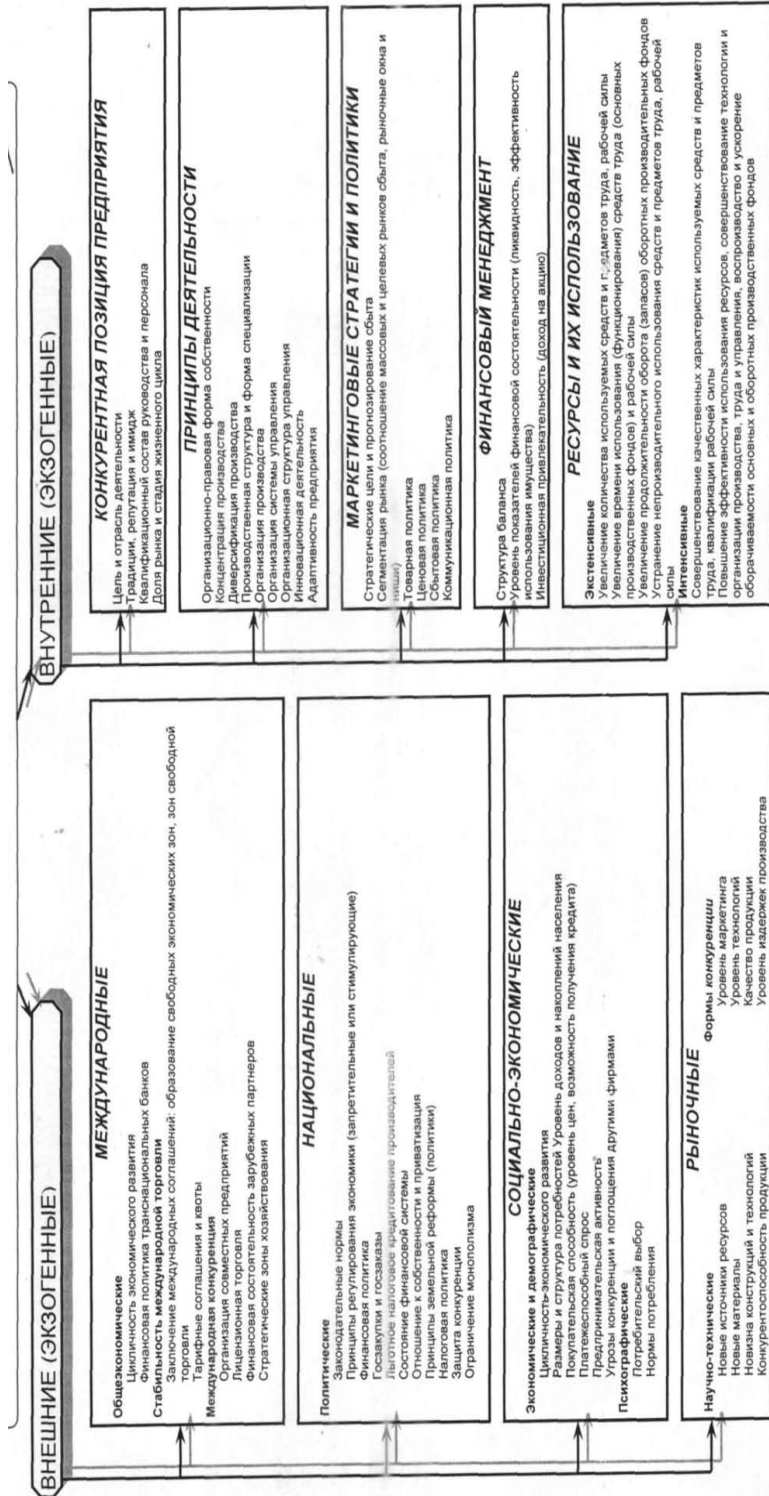 ВНЕШНИЕ (ЭКЗОГЕННЫЕ)
МЕЖДУНАРОДНЫЕ
Общеэкономические
Цикличность экономического развития
Финансовая политика транснациональных банков
Стабильность международной торговли
Заключение международных соглашений: образование свободных экономических зон, зон свободной
торговли
Тарифные соглашения и квоты
Международная конкуренция
Организация совместных предприятий
Лицензионная торговля
Финансовая состоятельность зарубежных партнеров
Стратегические зоны хозяйствования
НАЦИОНАЛЬНЫЕ
Политические
Законодательные нормы
Принципы регулирования экономики (запретительные или стимулирующие)
Финансовая политика
Госзакупки и госзаказы
Льготное налоговое кредитование производителей
Состояние финансовой системы
Отношение к собственности и приватизация
Принципы земельной реформы (политики)
Налоговая политика
Защита конкуренции
Ограничение монополизма
СОЦИАЛЬНО-ЭКОНОМИЧЕСКИЕ
Экономические и демографические
Цикличность-экономического развития
Размеры и структура потребностей Уровень доходов и накоплений населения
Покупательская способность (уровень цен, возможность получения кредита)
Платежеспособный спрос
Предпринимательская активность
Угрозы конкуренции и поглощения другими фирмами
Психографические
Потребительский выбор
Нормы потребления
РЫНОЧНЫЕ
Научно-технические
Новые источники ресурсов
Новые материалы
Новизна конструкций и технологий
Конкурентоспособность продукции
Формы конкуренции
Уровень маркетинга
Уровень технологий
Качество продукции
Уровень издержек производства
ВНУТРЕННИЕ (ЭКЗОГЕННЫЕ)
КОНКУРЕНТНАЯ ПОЗИЦИЯ ПРЕДПРИЯТИЯ
Цель и отрасль деятельности
Традиции, репутация и имидж
Квалификационный состав руководства и персонала
Доля рынка и стадия жизненного цикла
ПРИНЦИПЫ ДЕЯТЕЛЬНОСТИ
Организационно-правовая форма собственности
Концентрация производства
Диверсификация производства
Производственная структура и форма специализации
Организация производства
Организация системы управления
Организационная структура управления
Инновационная деятельность
Адаптивность предприятия
МАРКЕТИНГОВЫЕ СТРАТЕГИИ И ПОЛИТИКИ
Стратегические цели и прогнозирование сбыта
Сегментация рынка (соотношение массовых и целевых рынков сбыта, рыночные окна и
ниши)
Товарная политика
Ценовая политика
Сбытовая политика
Коммуникационная политика
ФИНАНСОВЫЙ МЕНЕДЖМЕНТ
Структура баланса
Уровень показателей финансовой состоятельности (ликвидность, эффективность
использования имущества)
Инвестиционная привлекательность (доход на акцию)
РЕСУРСЫ И ИХ ИСПОЛЬЗОВАНИЕ
Экстенсивные
Увеличение количества используемых средств и предметов труда, рабочей силы
Увеличение времени использования (функционирования) средств труда (основных
производственных фондов) и рабочей силы
Увеличение продолжительности оборота (запасов) оборотных производительных фондов
Устранение непроизводительного использования средств и предметов труда, рабочей
силы
Интенсивные
Совершенствование качественных характеристик используемых средств и предметов
труда, квалификации рабочей силы
Повышение эффективности использования ресурсов, совершенствование технологии и
организации производства, труда и управления, воспроизводство и ускорение
оборачиваемости основных и оборотных производственных фондов